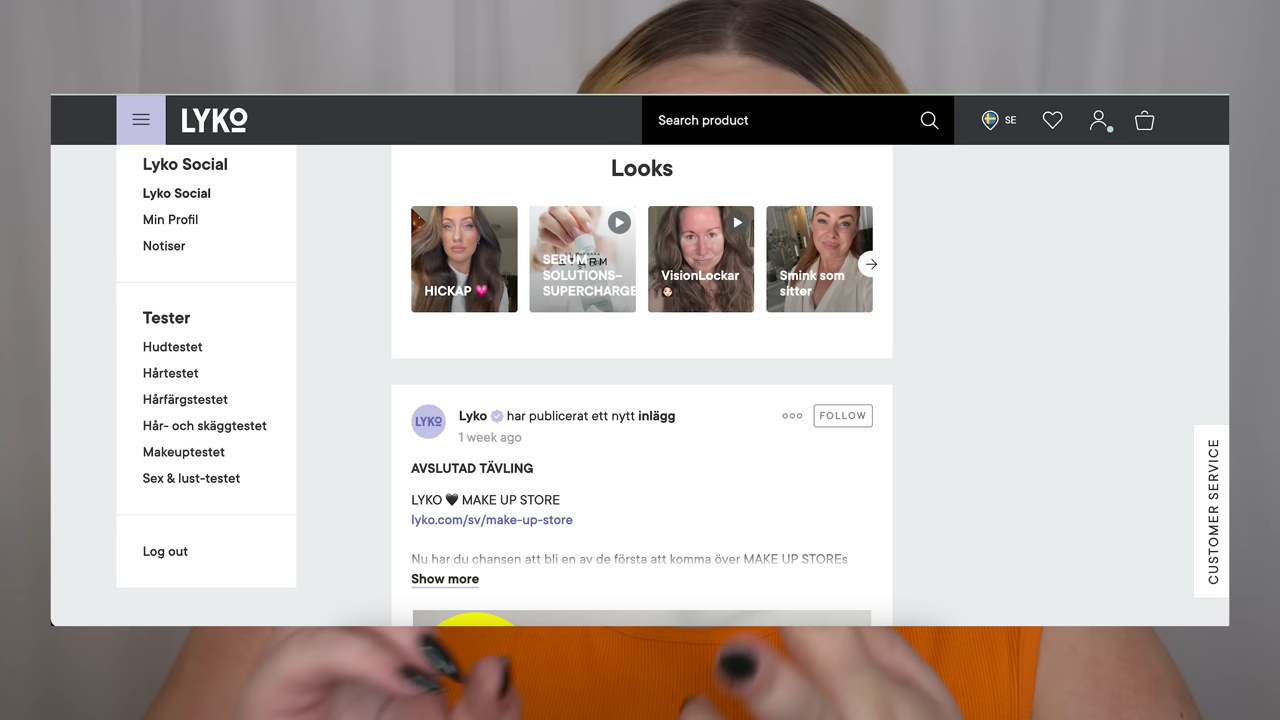 LYKO
Search product
SE
Lyko Social
Lyko Social
Min Profil
Notiser
Tester
Hudtestet
Hårtestet
Hårfärgstestet
Hår- och skäggtestet
Makeuptestet
Sex & lust-testet
Log out
Looks
HICKAP 💗
SERUM
SOLUTIONS–
SUPERCHARGE
VisionLockar
Smink som
sitter
LYKO
Lyko har publicerat ett nytt inlägg
1 week ago
FOLLOW
AVSLUTAD TÄVLING
LYKO 🖤 MAKE UP STORE
lyko.com/sv/make-up-store
Nu har du chansen att bli en av de första att komma över MAKE UP STOREs
Show more
CUSTOMER SERVICE